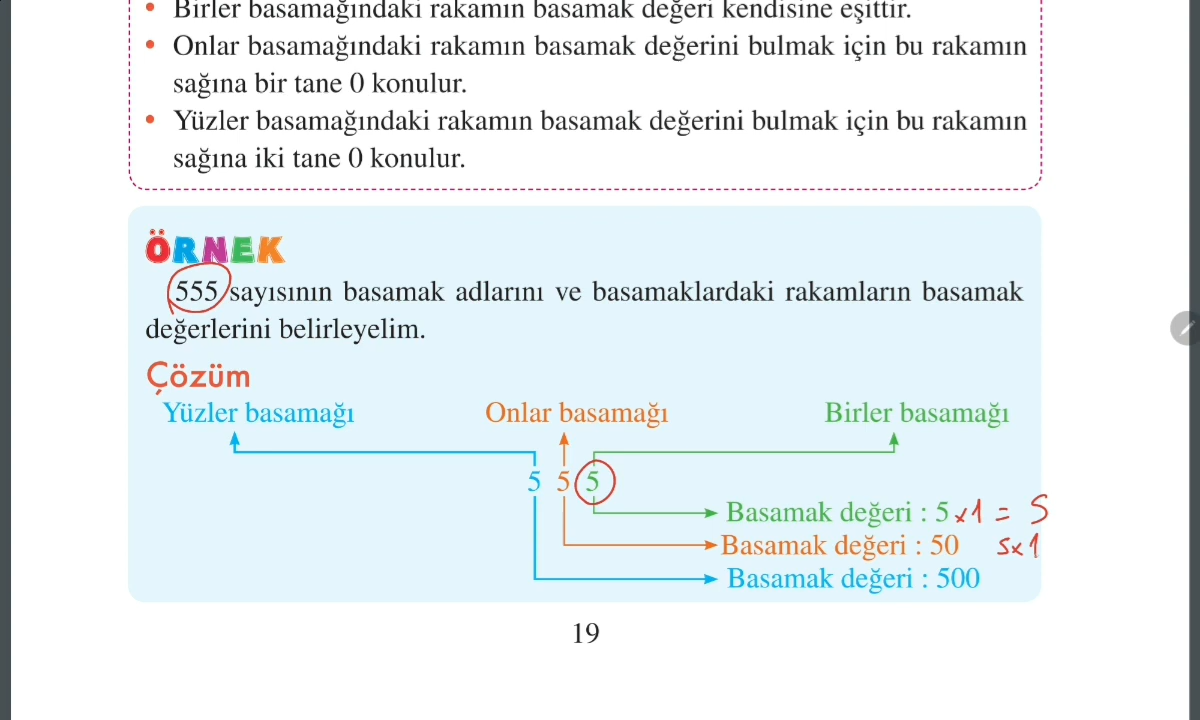 • Birler basamağındaki rakamın basamak değeri kendisine eşittir.
• Onlar basamağındaki rakamın basamak değerini bulmak için bu rakamın
sağına bir tane 0 konulur.
• Yüzler basamağındaki rakamın basamak değerini bulmak için bu rakamın
sağına iki tane 0 konulur.
ÖRNEK
555 sayısının basamak adlarını ve basamaklardaki rakamların basamak
değerlerini belirleyelim.
Çözüm
Yüzler basamağı Onlar basamağı Birler basamağı
5 5 5
Basamak değeri : 5 x1 = 5
Basamak değeri : 50 5x1
Basamak değeri : 500
19